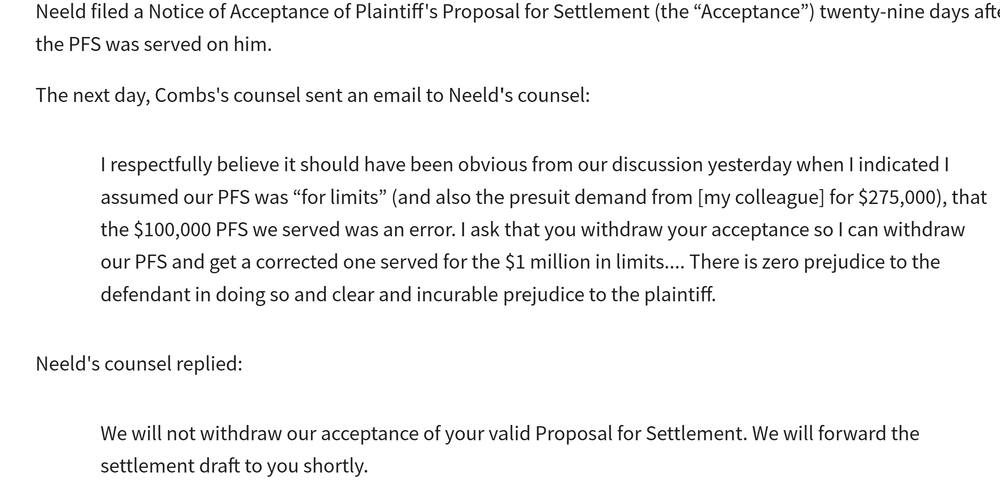 Neeld filed a Notice of Acceptance of Plaintiff's Proposal for Settlement (the “Acceptance”) twenty-nine days
the PFS was served on him.
The next day, Combs's counsel sent an email to Neeld's counsel:
I respectfully believe it should have been obvious from our discussion yesterday when I indicated I
assumed our PFS was “for limits” (and also the presuit demand from [my colleague] for $275,000), that
the $100,000 PFS we served was an error. I ask that you withdraw your acceptance so I can withdraw
our PFS and get a corrected one served for the $1 million in limits.... There is zero prejudice to the
defendant in doing so and clear and incurable prejudice to the plaintiff.
Neeld's counsel replied:
We will not withdraw our acceptance of your valid Proposal for Settlement. We will forward the
settlement draft to you shortly.